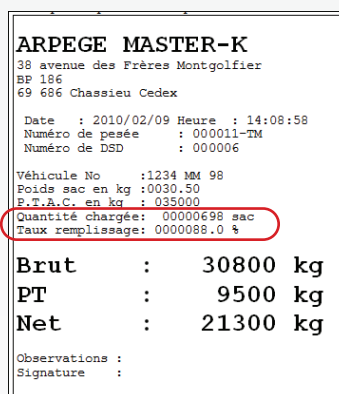 ARPEGE MASTER-K
38 avenue des Frères Montgolfier
BP 186
69 686 Chassieu Cedex
Date : 2010/02/09 Heure : 14:08:58
Numéro de pesée : 000011-TM
Numéro de DSD : 000006
Véhicule No :1234 MM 98
Poids sac en kg :0030.50
P.T.A.C. en kg : 035000
Quantité chargée: 00000698 sac
Taux remplissage: 0000088.0 %
Brut : 30800 kg
PT : 9500 kg
Net : 21300 kg
Observations :
Signature :